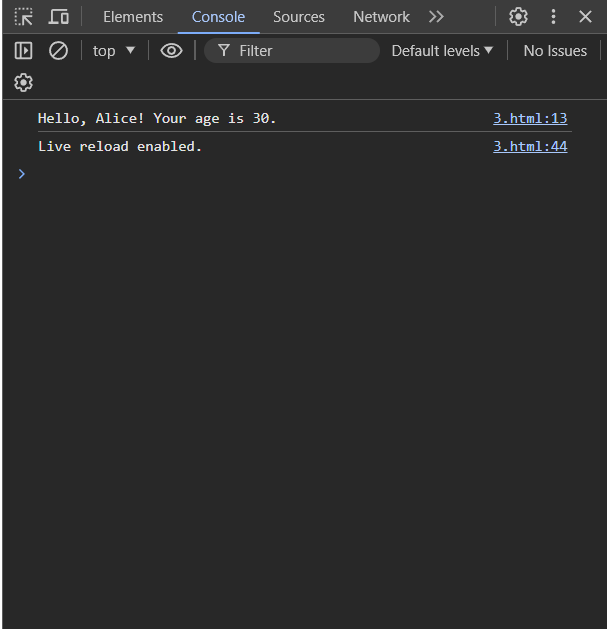 Elements Console Sources Network
top Filter Default levels No Issues
Hello, Alice! Your age is 30. 3.html:13
Live reload enabled. 3.html:44